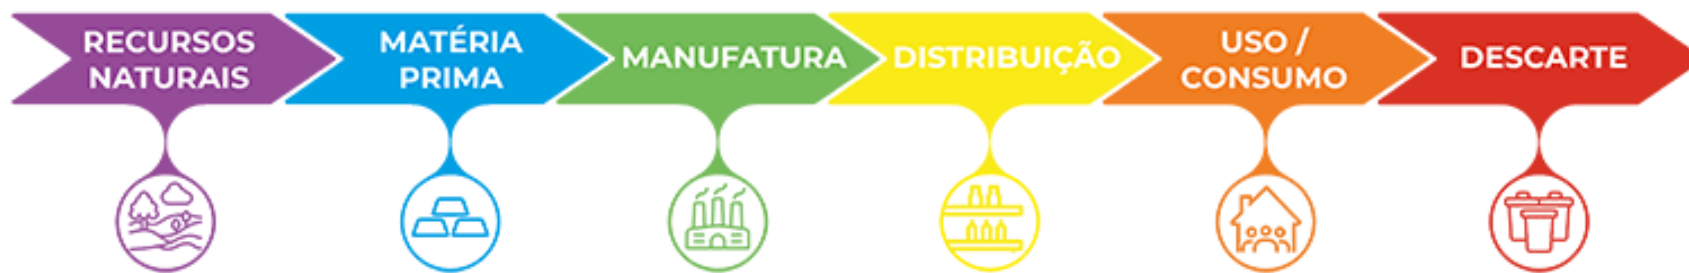 RECURSOS
NATURAIS
MATÉRIA
PRIMA
MANUFATURA
DISTRIBUIÇÃO
USO /
CONSUMO
DESCARTE